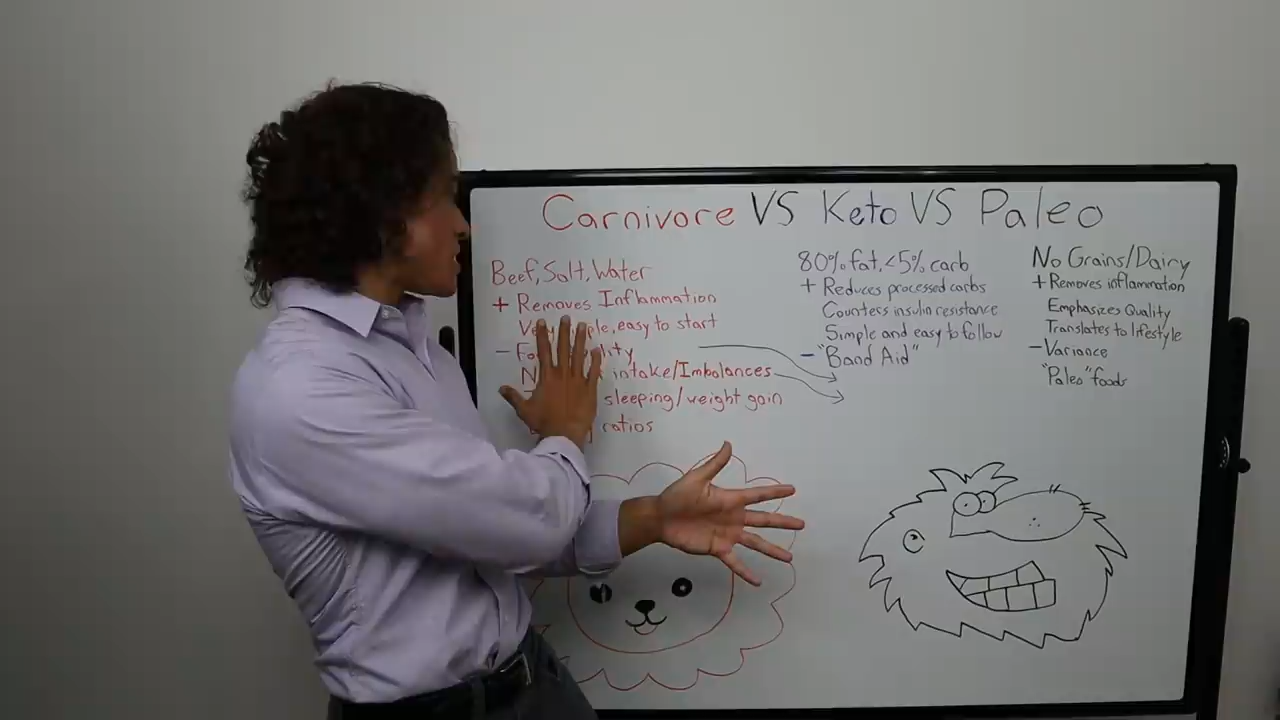 Carnivore VS Keto VS Paleo
Beef, Salt, Water
+ Removes Inflammation
easy to start
-
intake/Imbalances
sleeping/weight gain
ratios
80% fat, <5% carb
+ Reduces processed carbs
Counters insulin resistance
Simple and easy to follow
- "Band Aid"
No Grains/Dairy
+ Removes inflammation
Emphasizes Quality
Translates to lifestyle
- Variance
"Paleo" foods